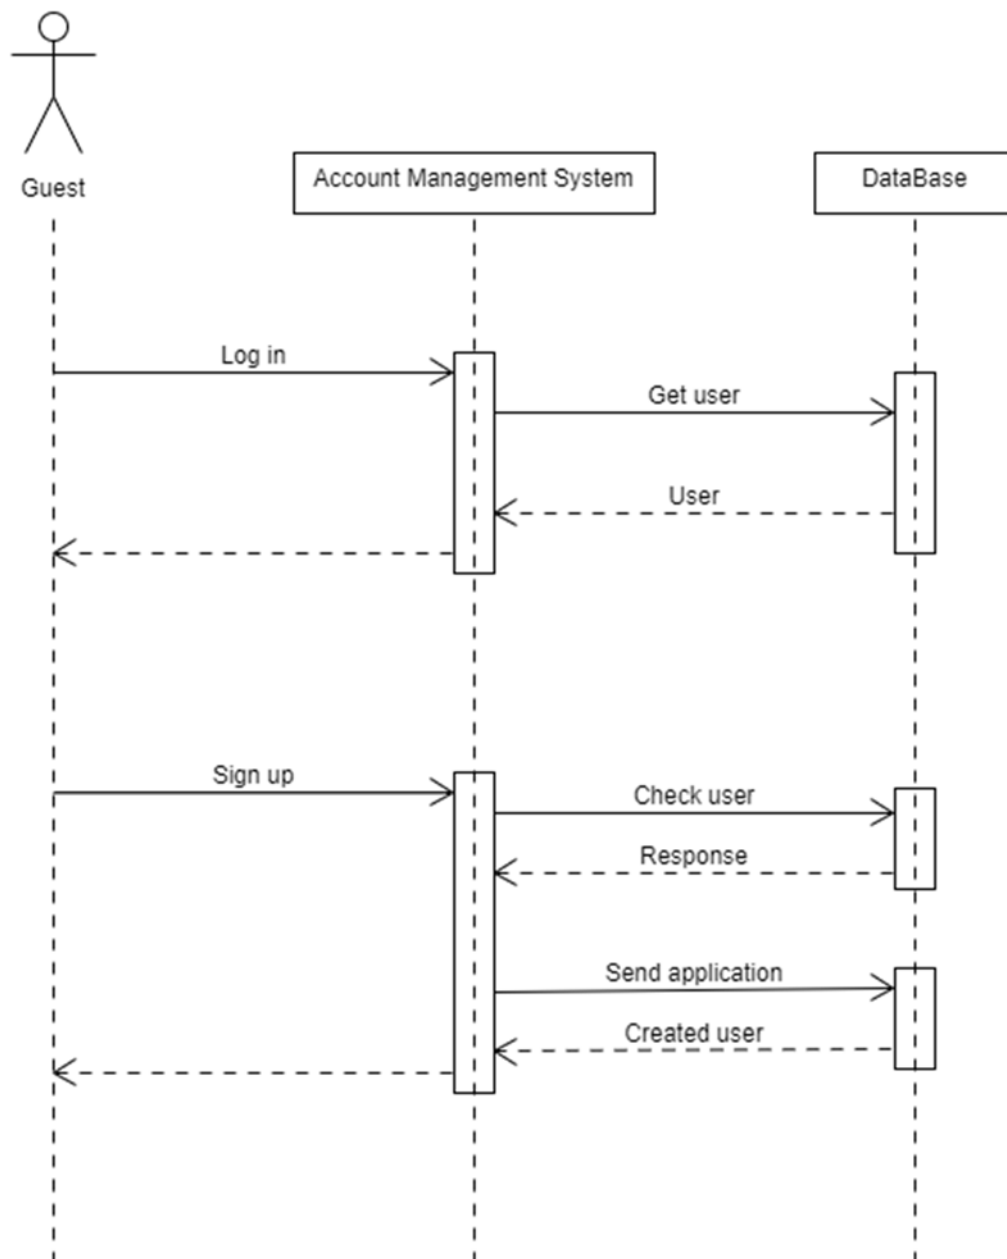 Guest
Account Management System
DataBase
Log in
Get user
User
Sign up
Check user
Response
Send application
Created user